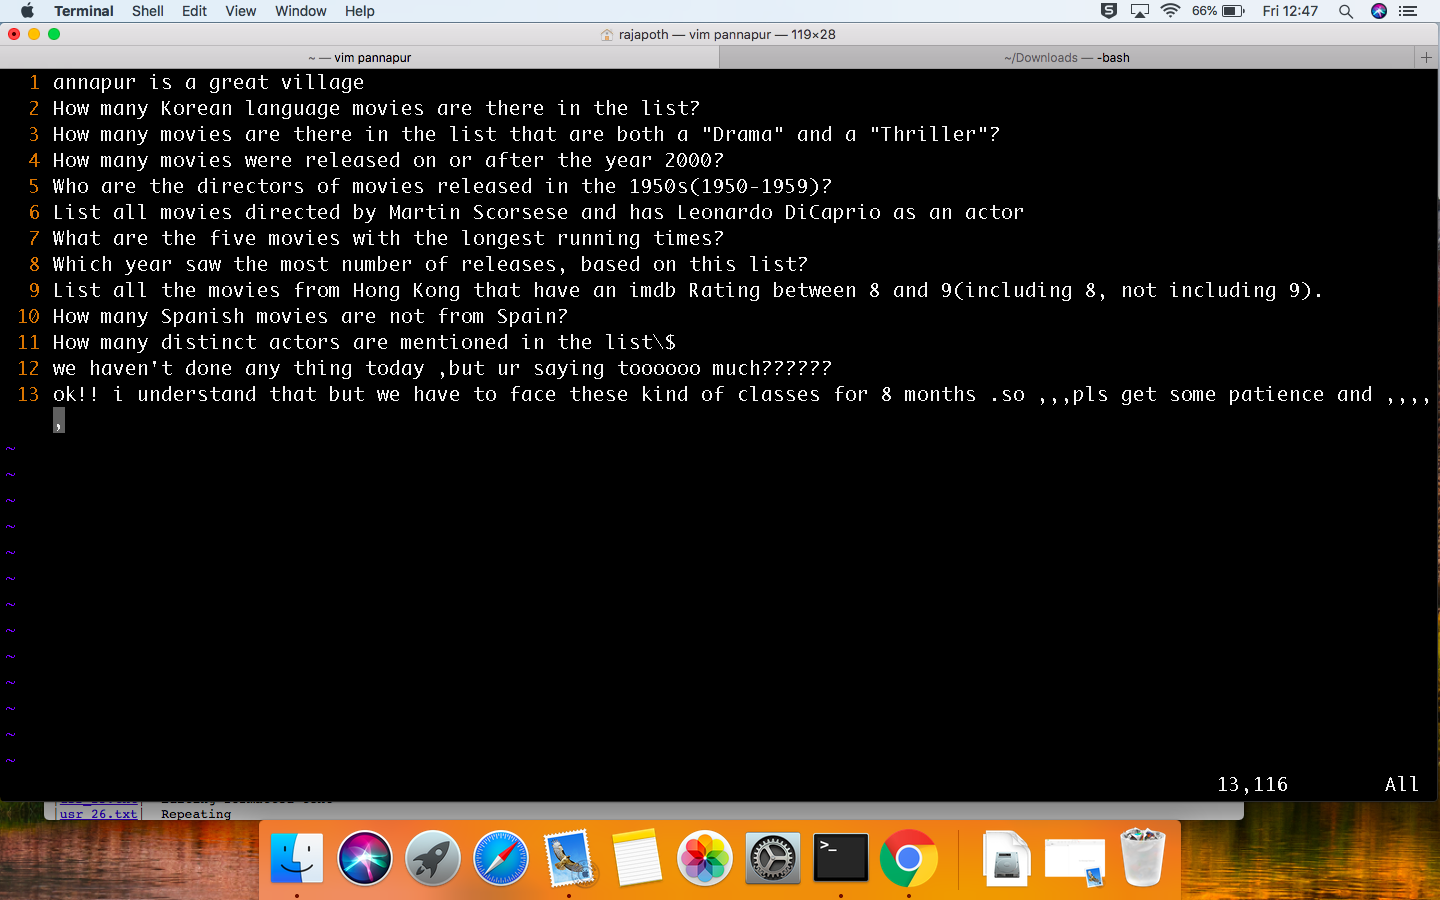 Terminal Shell Edit View Window Help 66% Fri 12:47
rajapoth — vim pannapur — 119×28
~ — vim pannapur ~/Downloads — -bash
1 annapur is a great village
2 How many Korean language movies are there in the list?
3 How many movies are there in the list that are both a "Drama" and a "Thriller"?
4 How many movies were released on or after the year 2000?
5 Who are the directors of movies released in the 1950s(1950-1959)?
6 List all movies directed by Martin Scorsese and has Leonardo DiCaprio as an actor
7 What are the five movies with the longest running times?
8 Which year saw the most number of releases, based on this list?
9 List all the movies from Hong Kong that have an imdb Rating between 8 and 9(including 8, not including 9).
10 How many Spanish movies are not from Spain?
11 How many distinct actors are mentioned in the list\$
12 we haven't done any thing today ,but ur saying toooooo much??????
13 ok!! i understand that but we have to face these kind of classes for 8 months .so ,,,pls get some patience and ,,,,
,
~
~
~
~
~
~
~
~
~
~
~
~
~
13,116 All
|usr_26.txt| Repeating
>_